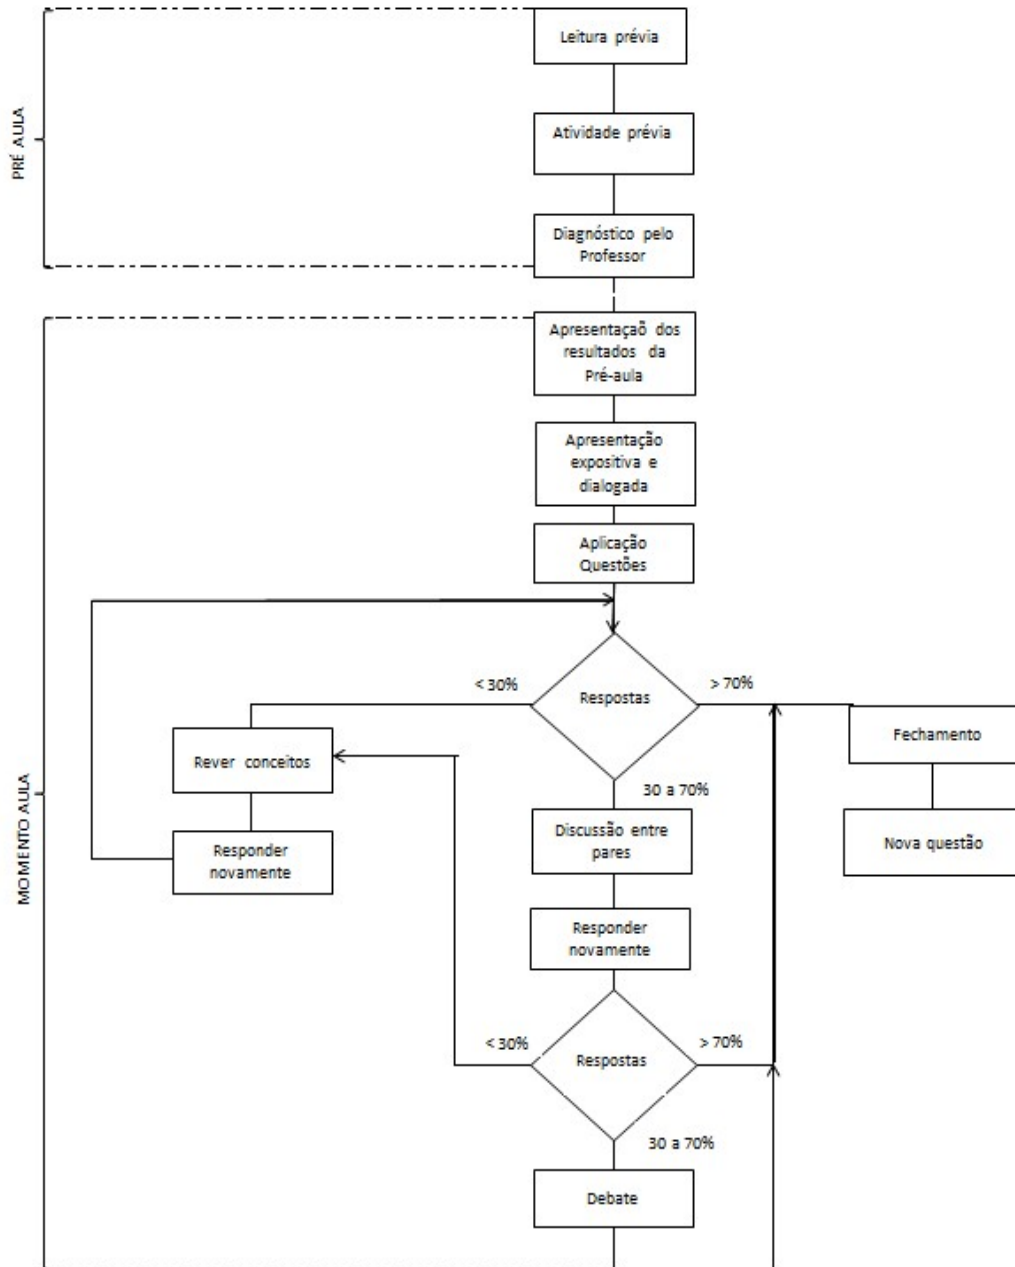 Leitura prévia
Atividade prévia
PRÉ AULA
Diagnóstico pelo
Professor
Apresentaçaõ dos
resultados da
Pré-aula
Apresentação
expositiva e
dialogada
Aplicação
Questões
< 30%
Respostas
> 70%
Rever conceitos
Fechamento
30 a 70%
MOMENTO AULA
Responder
novamente
Discussão entre
pares
Nova questão
Responder
novamente
< 30%
Respostas
> 70%
30 a 70%
Debate